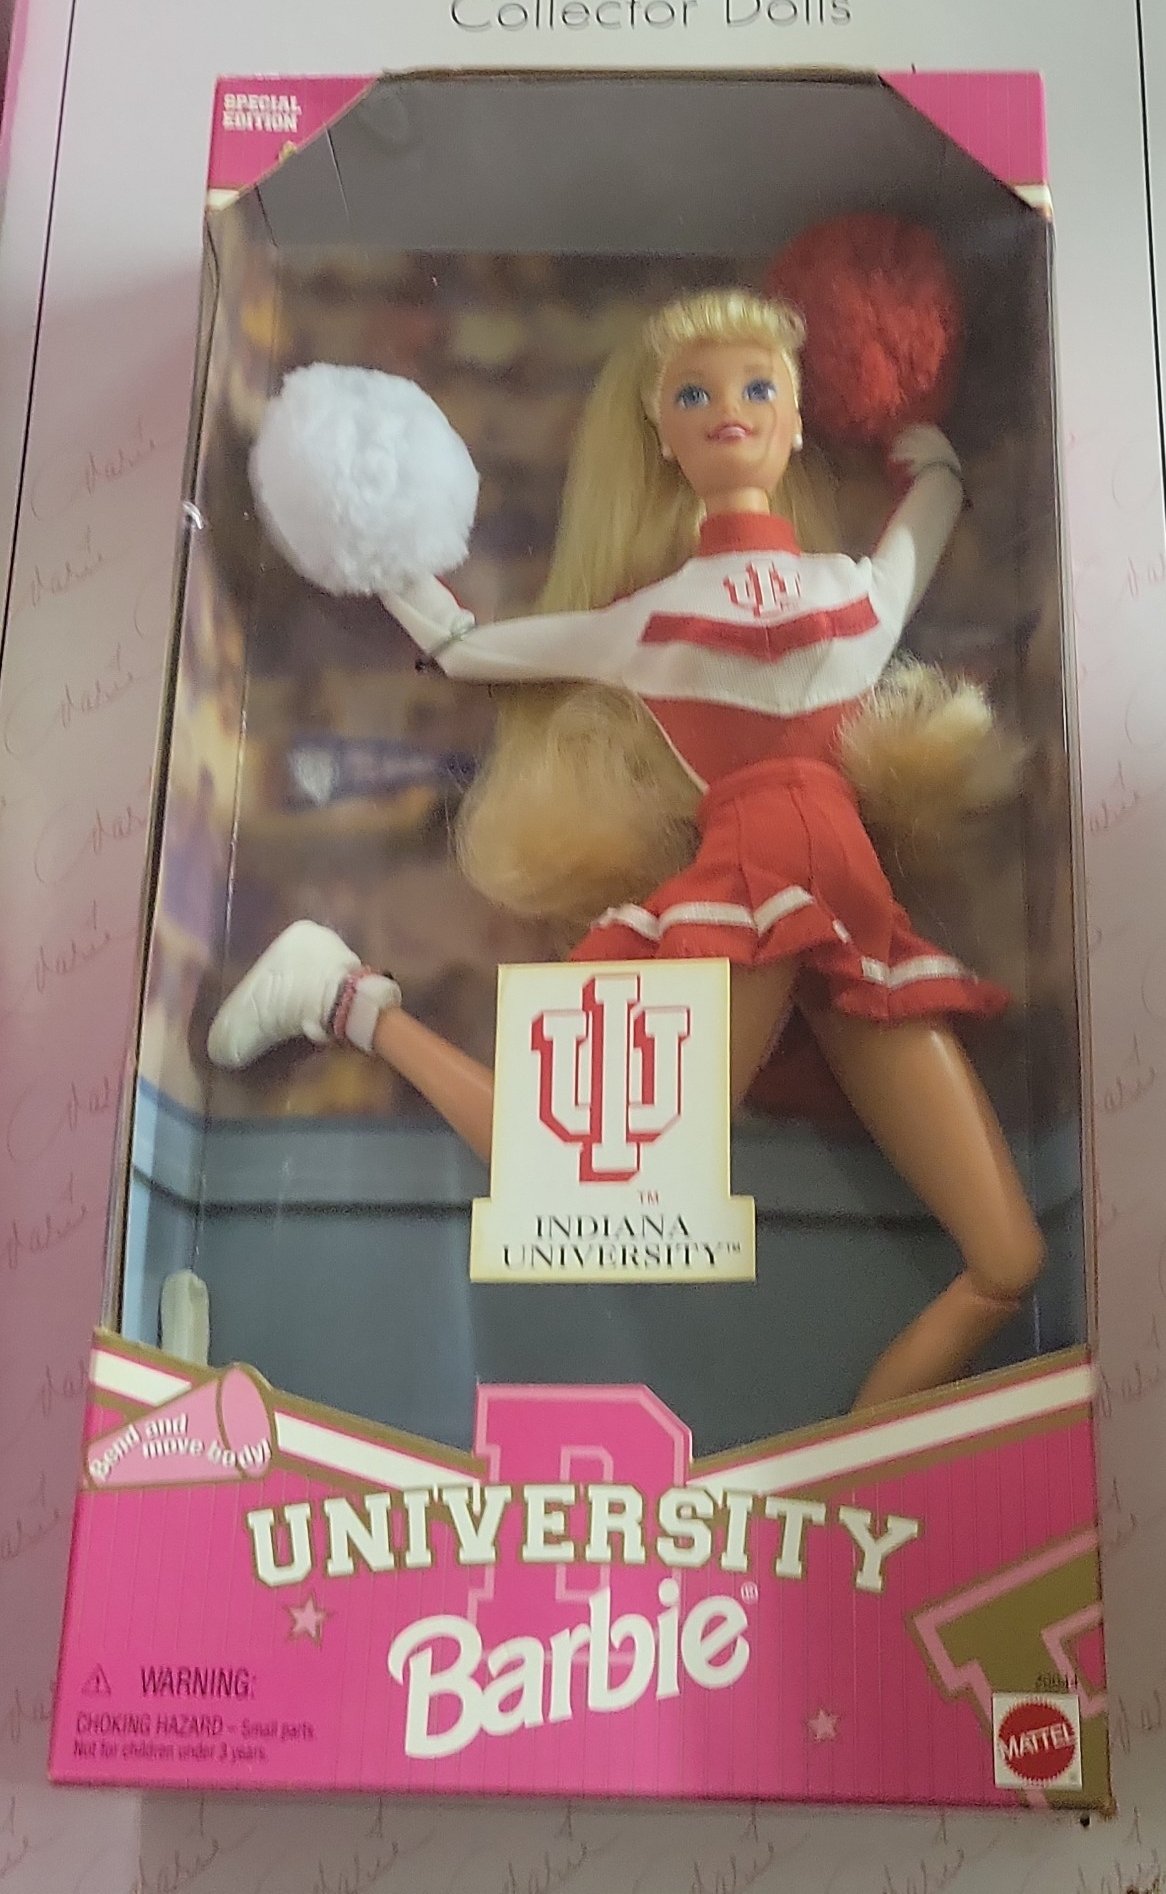 Collector Dolls
SPECIAL
EDITION
IU
IU
TM
INDIANA
UNIVERSITY™
Bend and
move body!
B
UNIVERSITY
Barbie®
⚠ WARNING:
CHOKING HAZARD – Small parts.
Not for children under 3 years.
MATTEL